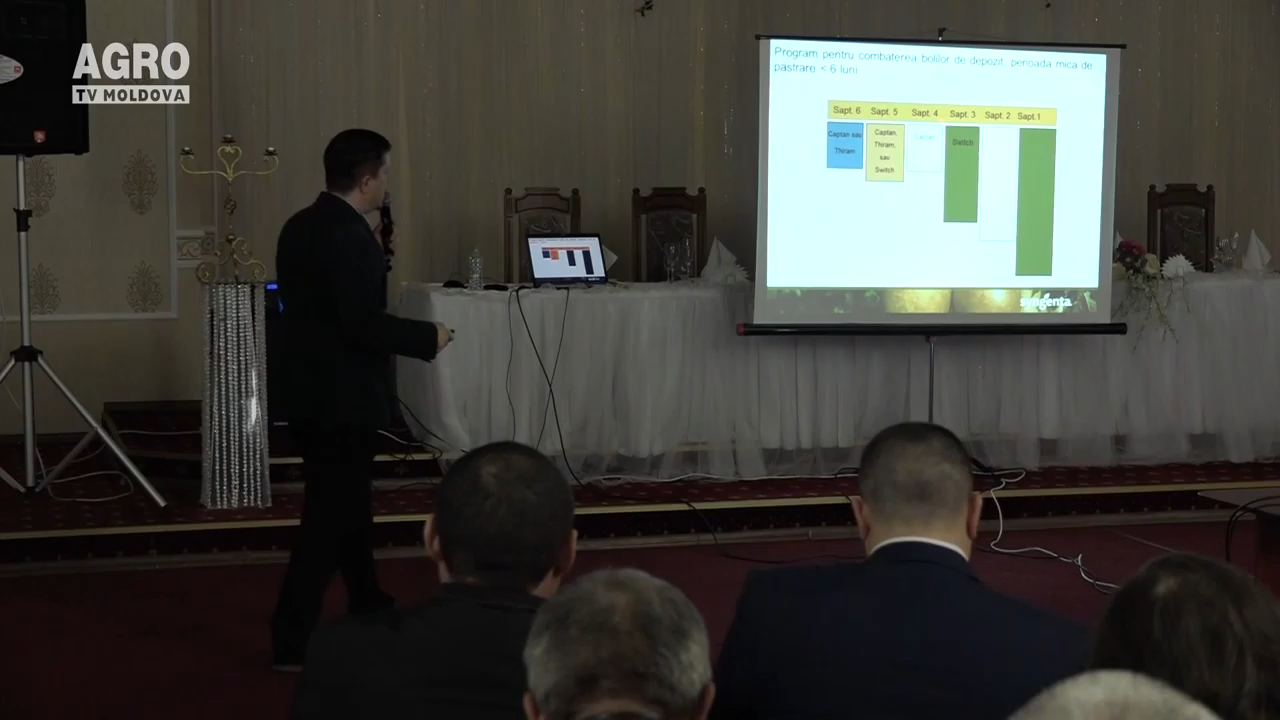 AGRO
TV MOLDOVA
Program pentru combaterea bolilor de depozit, perioada mica de
pastrare < 6 luni
Sapt. 6 Sapt. 5 Sapt. 4 Sapt. 3 Sapt. 2 Sapt.1
Captan sau
Thiram
Captan,
Thiram,
sau
Switch
Captan
Switch
syngenta